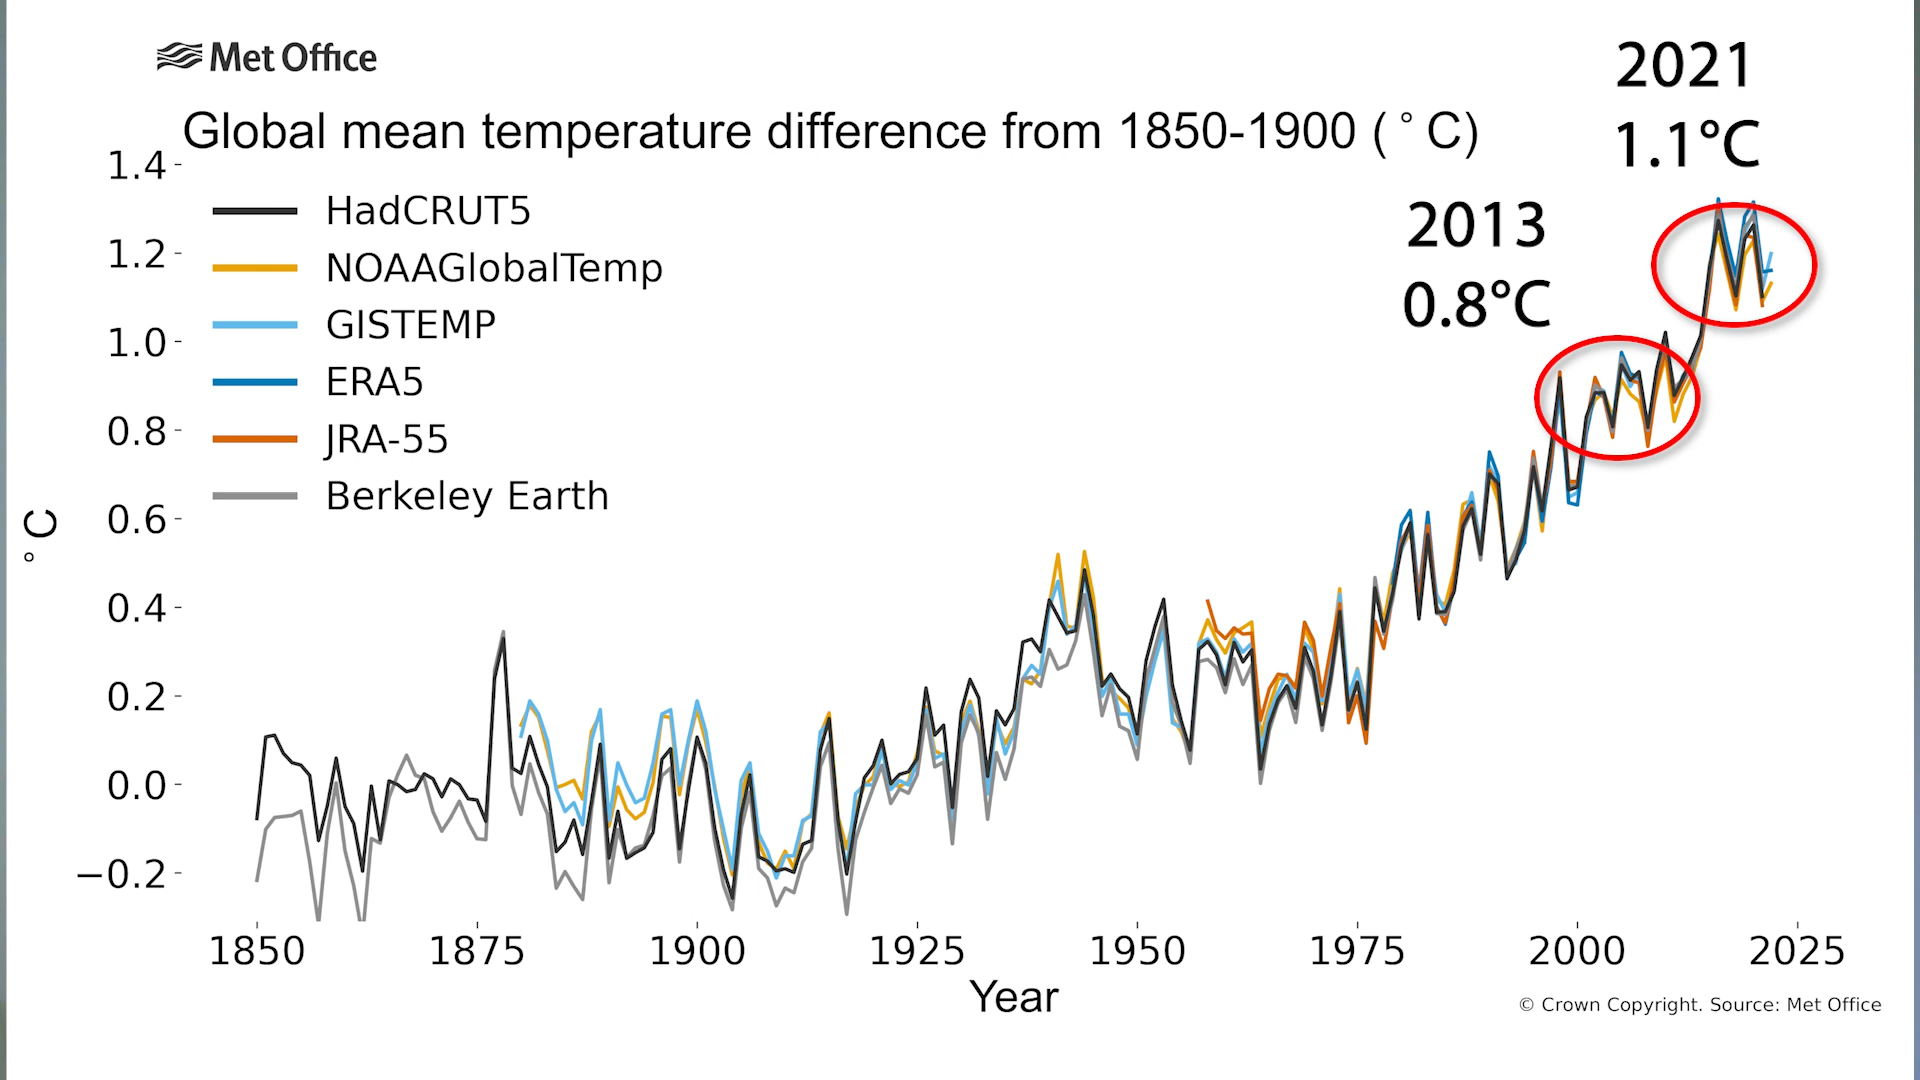 Met Office
2021
1.1°C
Global mean temperature difference from 1850-1900 (°C)
2013
0.8°C
HadCRUT5
NOAAGlobalTemp
GISTEMP
ERA5
JRA-55
Berkeley Earth
°C
1.4
1.2
1.0
0.8
0.6
0.4
0.2
0.0
−0.2
1850 1875 1900 1925 1950 1975 2000 2025
Year
© Crown Copyright. Source: Met Office